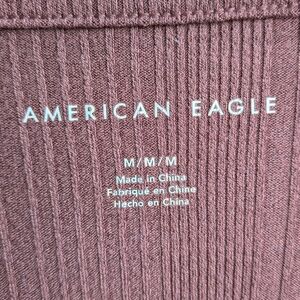 AMERICAN EAGLE
M/M/M
Made in China
Fabriqué en Chine
Hecho en China